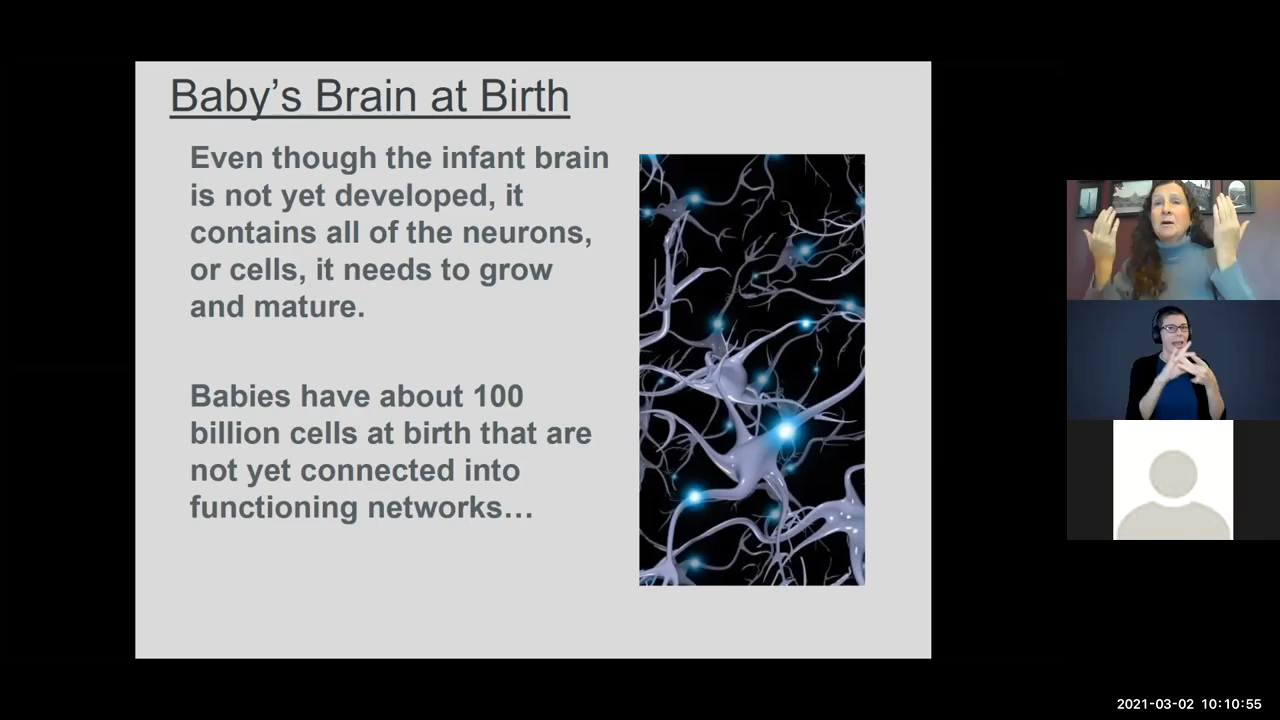 Baby’s Brain at Birth
Even though the infant brain
is not yet developed, it
contains all of the neurons,
or cells, it needs to grow
and mature.
Babies have about 100
billion cells at birth that are
not yet connected into
functioning networks…
2021-03-02 10:10:55